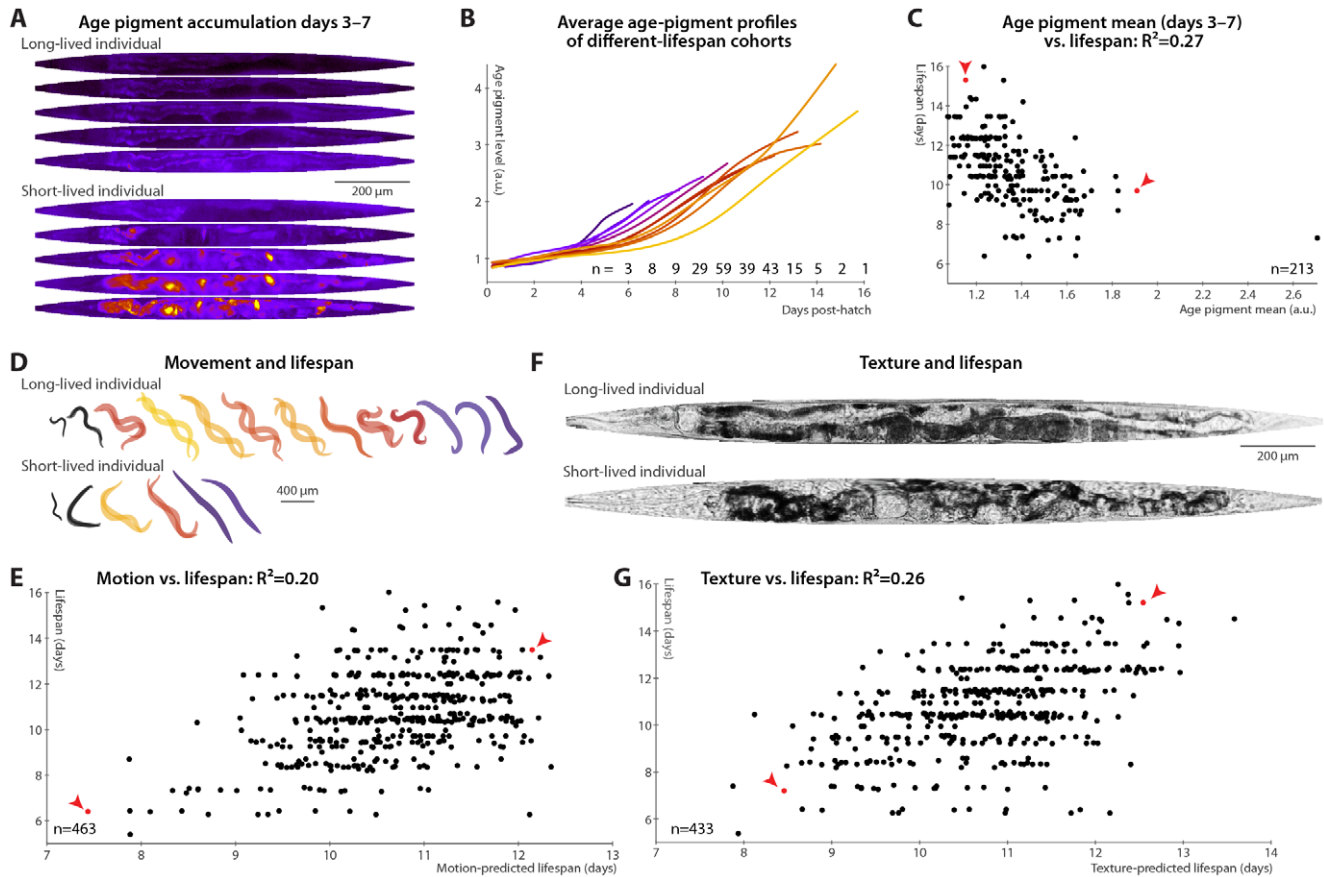 A
Age pigment accumulation days 3–7
Long-lived individual
200 μm
Short-lived individual
B
Average age-pigment profiles
of different-lifespan cohorts
Age pigment level (a.u.)
4
3
2
1
n = 3 8 9 29 59 39 43 15 5 2 1
0 2 4 6 8 10 12 14 16
Days post-hatch
C
Age pigment mean (days 3–7)
vs. lifespan: R²=0.27
Lifespan (days)
16
14
12
10
8
6
n=213
1.2 1.4 1.6 1.8 2 2.2 2.4 2.6
Age pigment mean (a.u.)
D
Movement and lifespan
Long-lived individual
Short-lived individual
400 μm
F
Texture and lifespan
Long-lived individual
200 μm
Short-lived individual
E
Motion vs. lifespan: R²=0.20
Lifespan (days)
16
14
12
10
8
6
n=463
7 8 9 10 11 12 13
Motion-predicted lifespan (days)
G
Texture vs. lifespan: R²=0.26
Lifespan (days)
16
14
12
10
8
6
n=433
7 8 9 10 11 12 13 14
Texture-predicted lifespan (days)